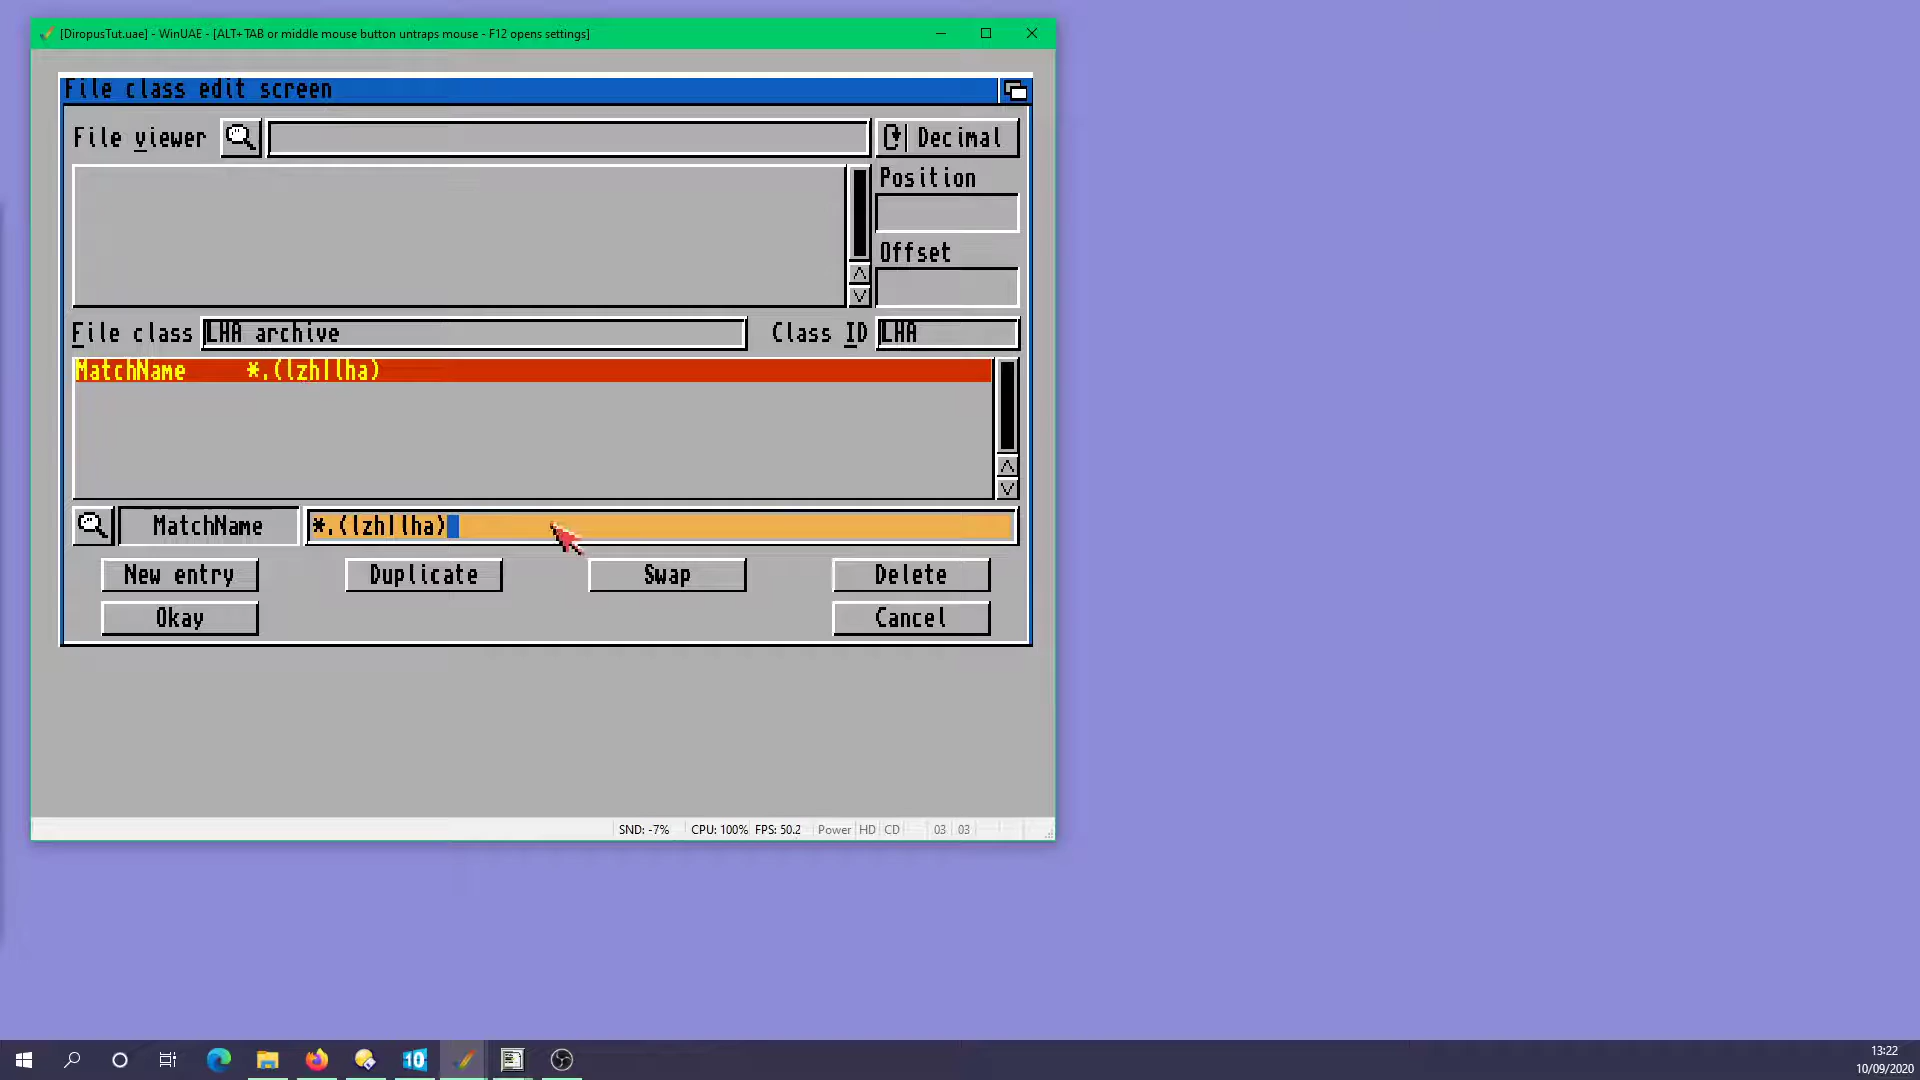 [DiropusTut.uae] - WinUAE - [ALT+TAB or middle mouse button untraps mouse - F12 opens settings]
File class edit screen
File viewer
Decimal
Position
Offset
File class LHA archive Class ID LHA
MatchName *.(lzh|lha)
MatchName *.(lzh|lha)
New entry Duplicate Swap Delete
Okay Cancel
SND: -7% CPU: 100% FPS: 50.2 Power HD CD 03 03
10
13:22
10/09/2020